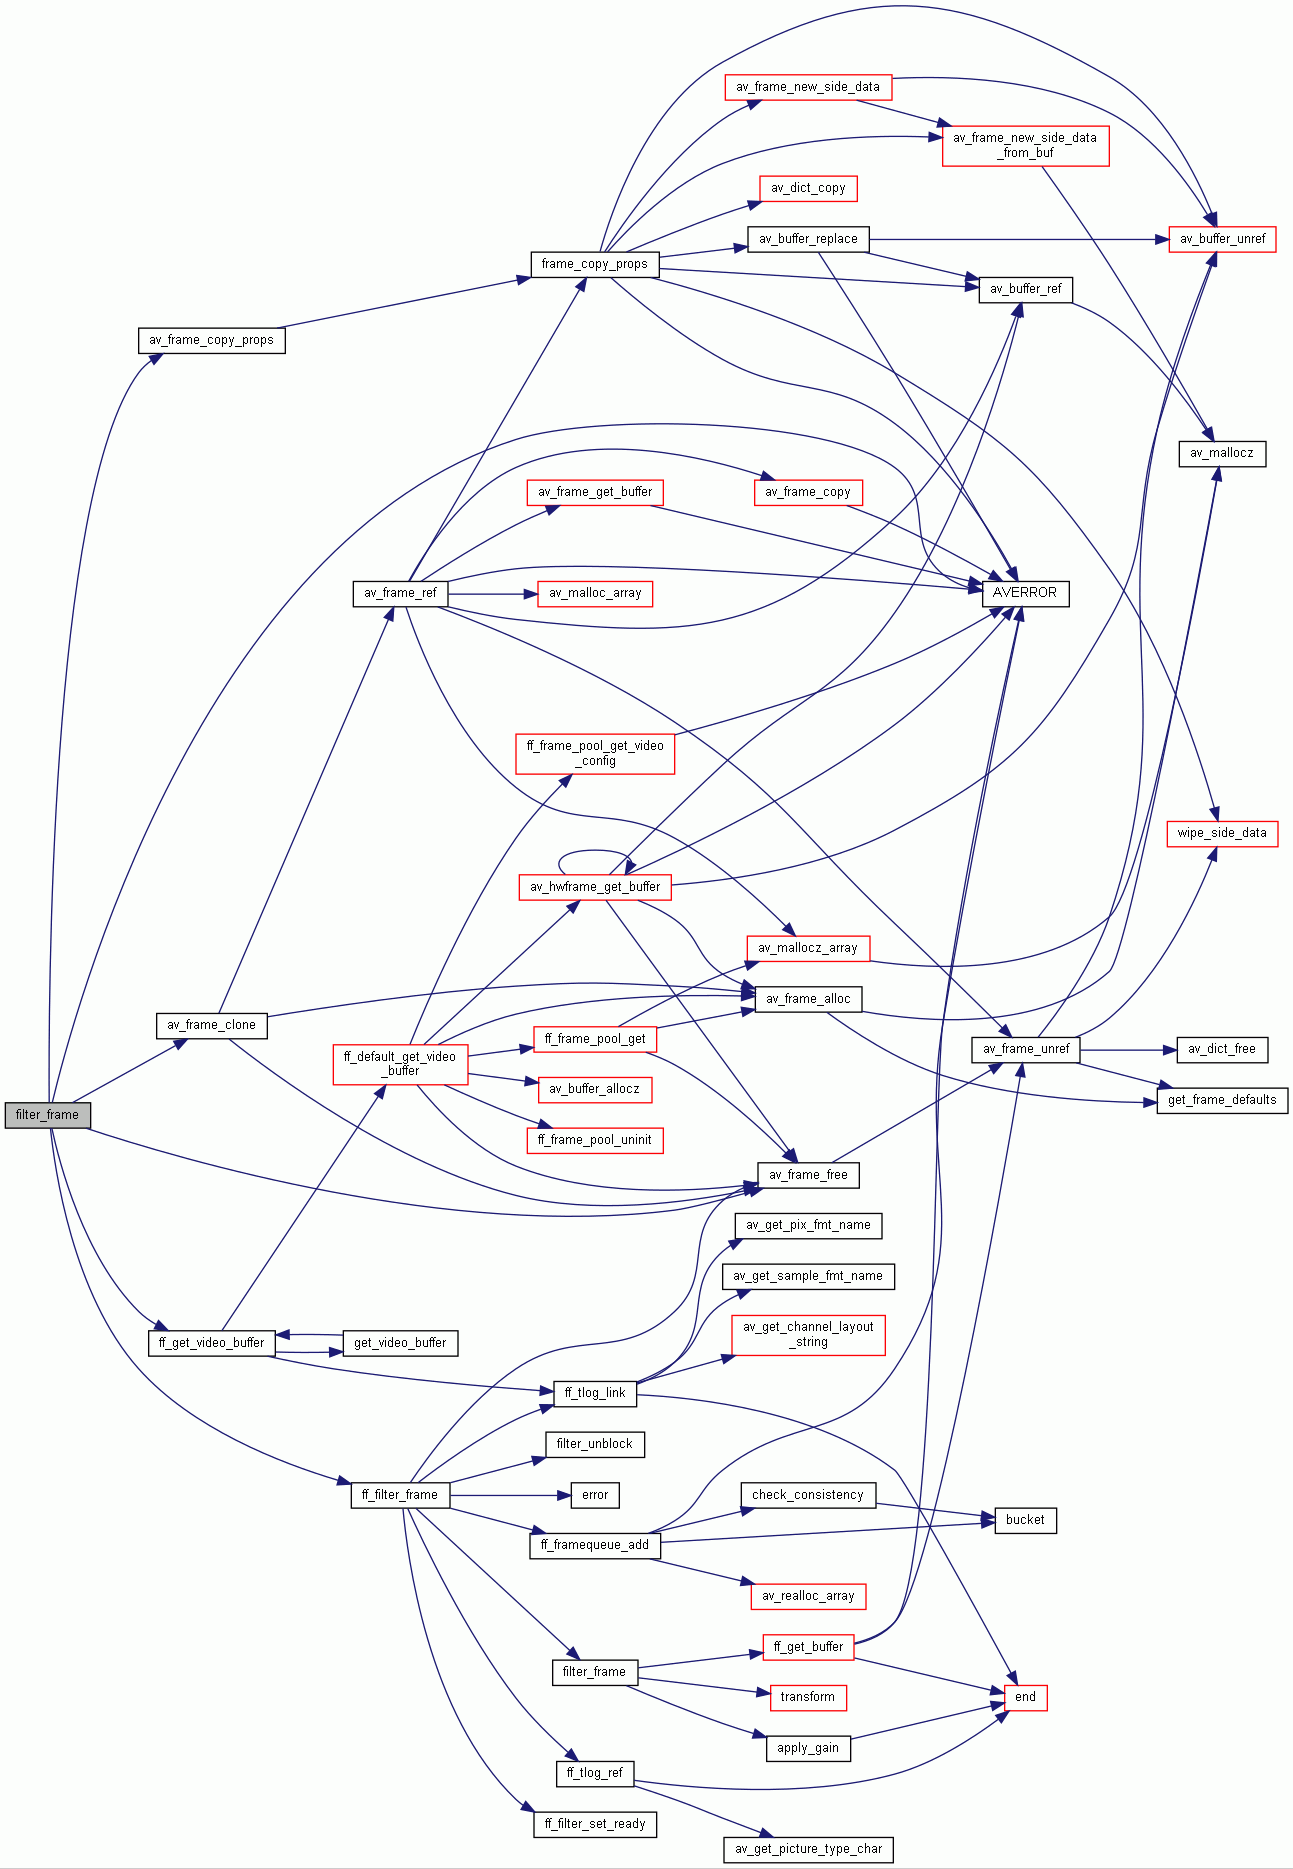 av_frame_new_side_data
av_frame_new_side_data
_from_buf
av_dict_copy
av_buffer_replace
av_buffer_unref
frame_copy_props
av_buffer_ref
av_frame_copy_props
av_mallocz
av_frame_get_buffer
av_frame_copy
av_frame_ref
av_malloc_array
AVERROR
ff_frame_pool_get_video
_config
wipe_side_data
av_hwframe_get_buffer
av_mallocz_array
av_frame_alloc
av_frame_clone
ff_frame_pool_get
av_frame_unref
av_dict_free
ff_default_get_video
_buffer
av_buffer_allocz
get_frame_defaults
filter_frame
ff_frame_pool_uninit
av_frame_free
av_get_pix_fmt_name
av_get_sample_fmt_name
av_get_channel_layout
_string
ff_get_video_buffer
get_video_buffer
ff_tlog_link
filter_unblock
ff_filter_frame
error
check_consistency
bucket
ff_framequeue_add
av_realloc_array
ff_get_buffer
filter_frame
transform
end
apply_gain
ff_tlog_ref
ff_filter_set_ready
av_get_picture_type_char